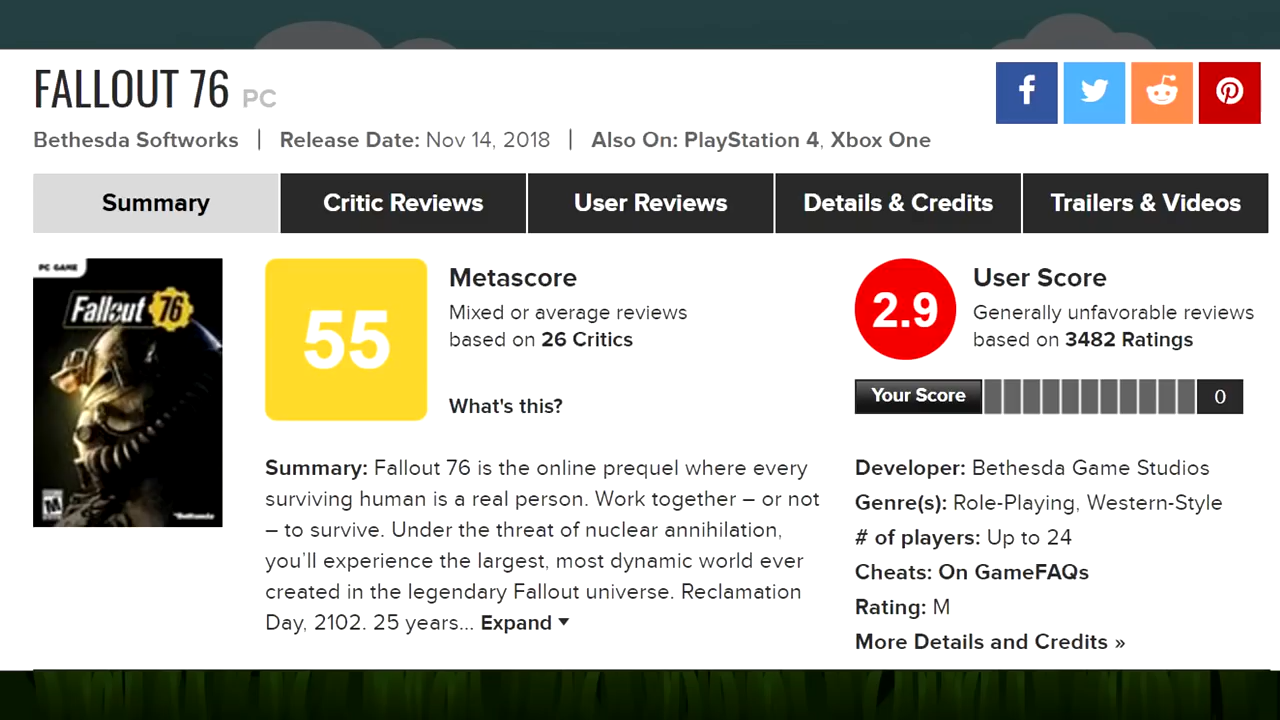 FALLOUT 76 PC
Bethesda Softworks | Release Date: Nov 14, 2018 | Also On: PlayStation 4, Xbox One
Summary
Critic Reviews
User Reviews
Details & Credits
Trailers & Videos
PC GAME
Fallout 76
M
Bethesda
55
Metascore
Mixed or average reviews
based on 26 Critics
What's this?
2.9
User Score
Generally unfavorable reviews
based on 3482 Ratings
Your Score
0
Summary: Fallout 76 is the online prequel where every
surviving human is a real person. Work together – or not
– to survive. Under the threat of nuclear annihilation,
you'll experience the largest, most dynamic world ever
created in the legendary Fallout universe. Reclamation
Day, 2102. 25 years... Expand
Developer: Bethesda Game Studios
Genre(s): Role-Playing, Western-Style
# of players: Up to 24
Cheats: On GameFAQs
Rating: M
More Details and Credits »